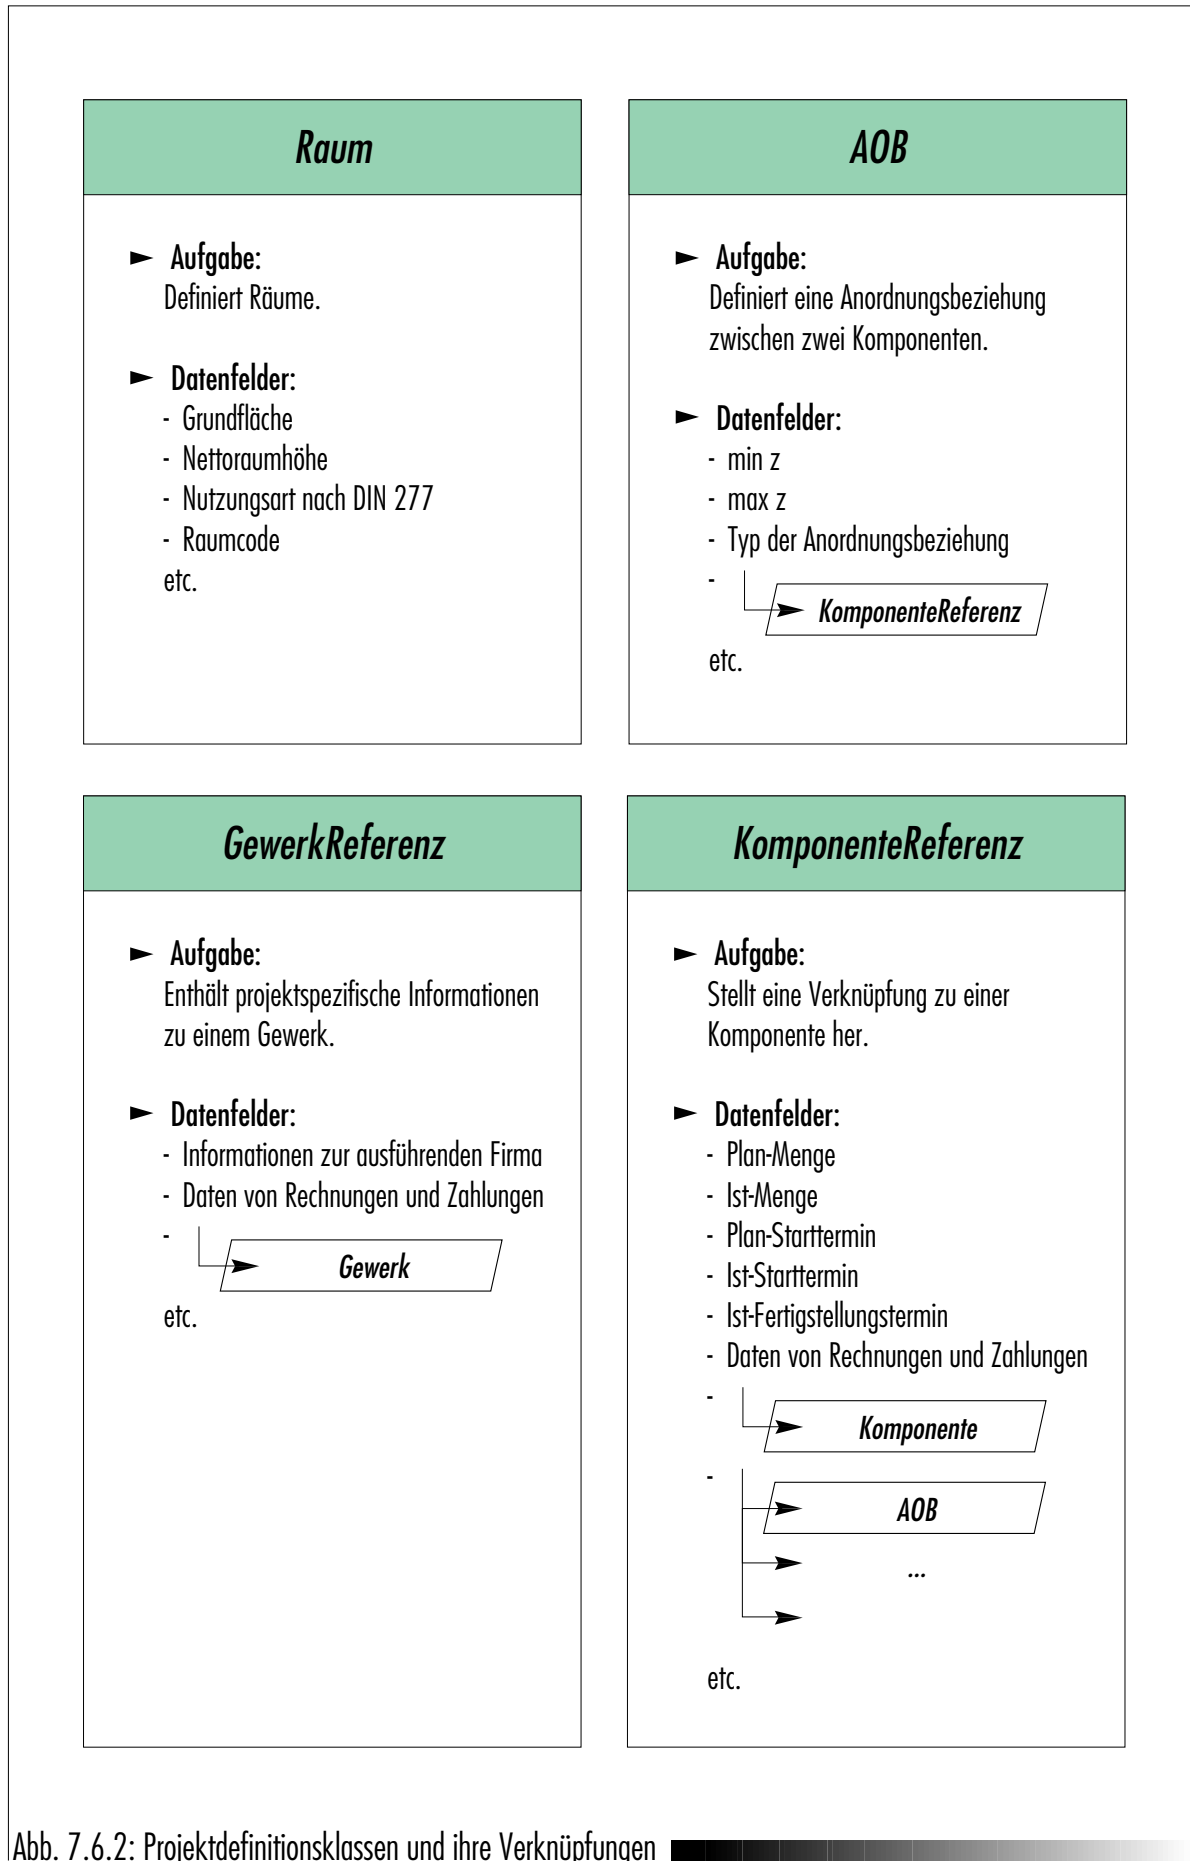 Raum
► Aufgabe:
Definiert Räume.
► Datenfelder:
- Grundfläche
- Nettoraumhöhe
- Nutzungsart nach DIN 277
- Raumcode
etc.
AOB
► Aufgabe:
Definiert eine Anordnungsbeziehung
zwischen zwei Komponenten.
► Datenfelder:
- min z
- max z
- Typ der Anordnungsbeziehung
-
KomponenteReferenz
etc.
GewerkReferenz
► Aufgabe:
Enthält projektspezifische Informationen
zu einem Gewerk.
► Datenfelder:
- Informationen zur ausführenden Firma
- Daten von Rechnungen und Zahlungen
-
Gewerk
etc.
KomponenteReferenz
► Aufgabe:
Stellt eine Verknüpfung zu einer
Komponente her.
► Datenfelder:
- Plan-Menge
- Ist-Menge
- Plan-Starttermin
- Ist-Starttermin
- Ist-Fertigstellungstermin
- Daten von Rechnungen und Zahlungen
-
Komponente
-
AOB
...
etc.
Abb. 7.6.2: Projektdefinitionsklassen und ihre Verknüpfungen